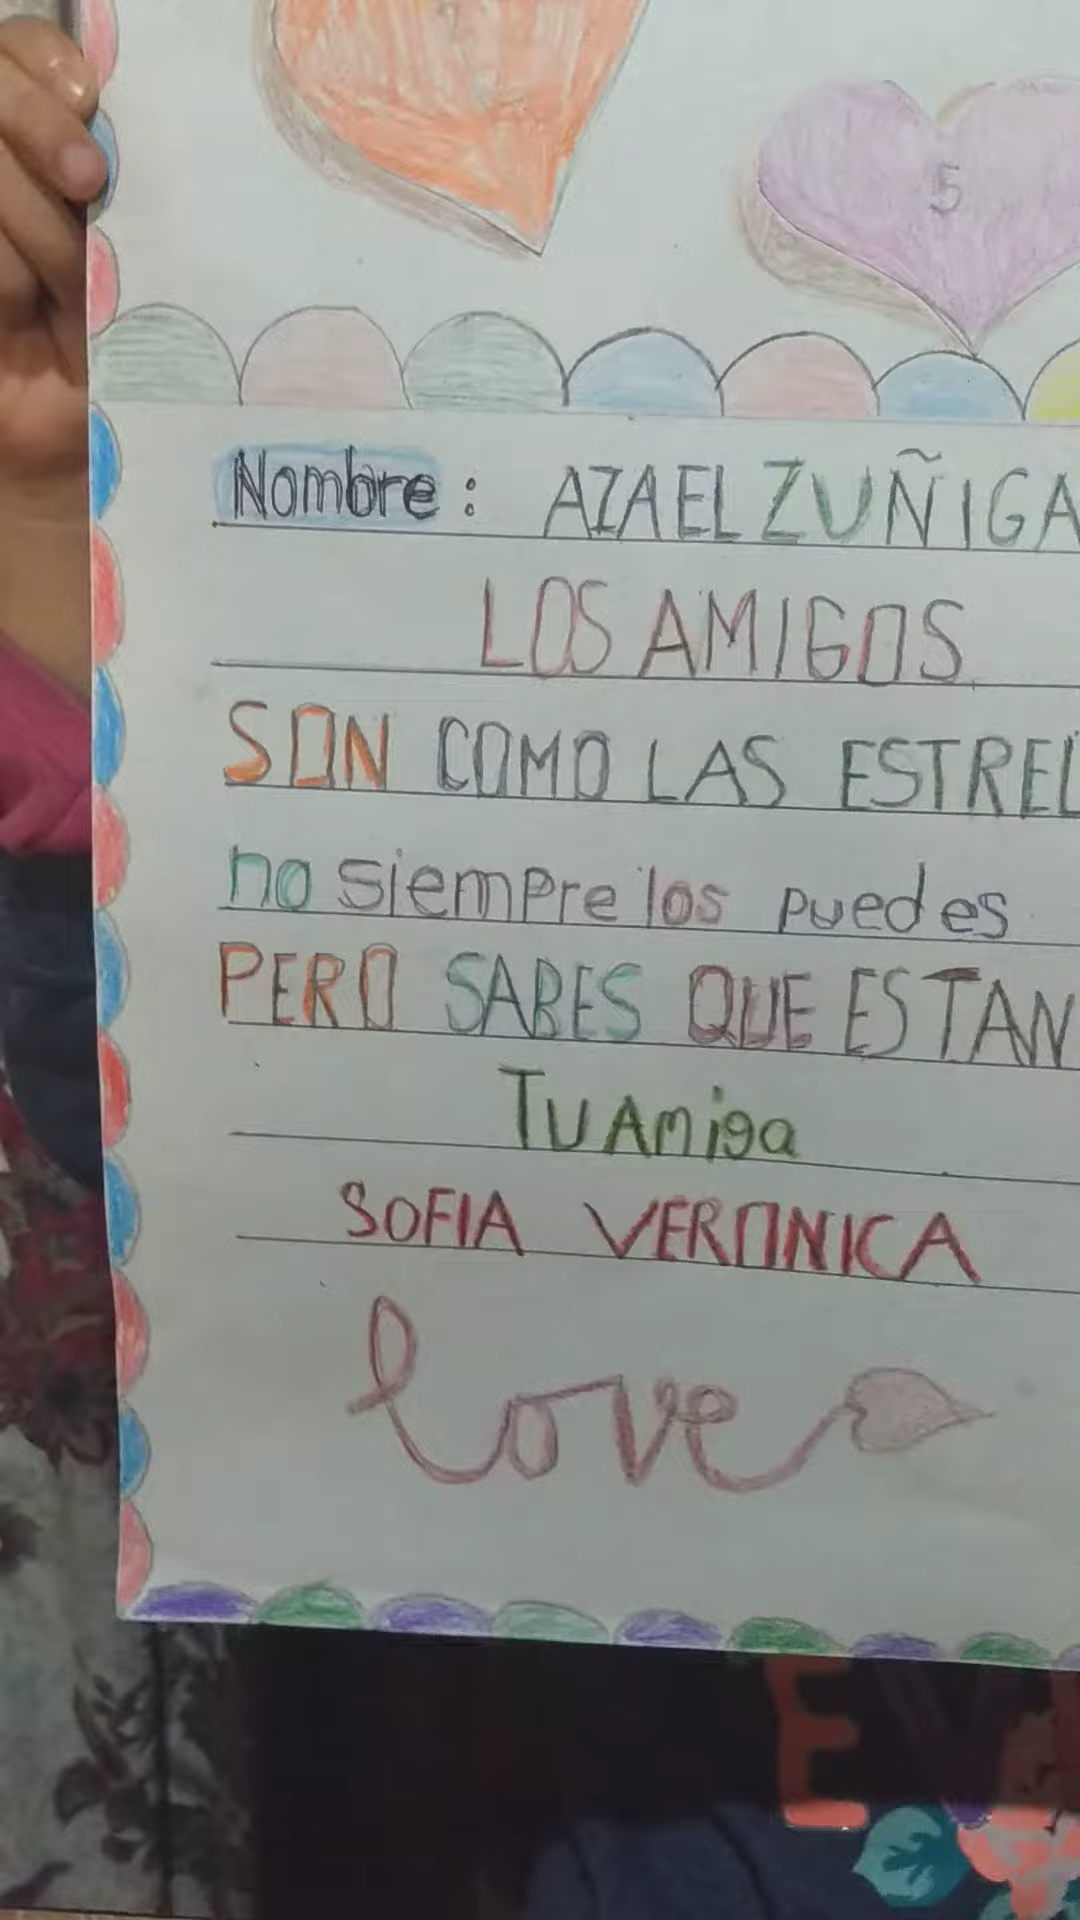 5
Nombre: AZAEL ZUÑIGA
LOS AMIGOS
SON COMO LAS ESTREL
no siempre los puedes
PERO SABES QUE ESTAN
Tu Amiga
SOFIA VERONICA
love
EV